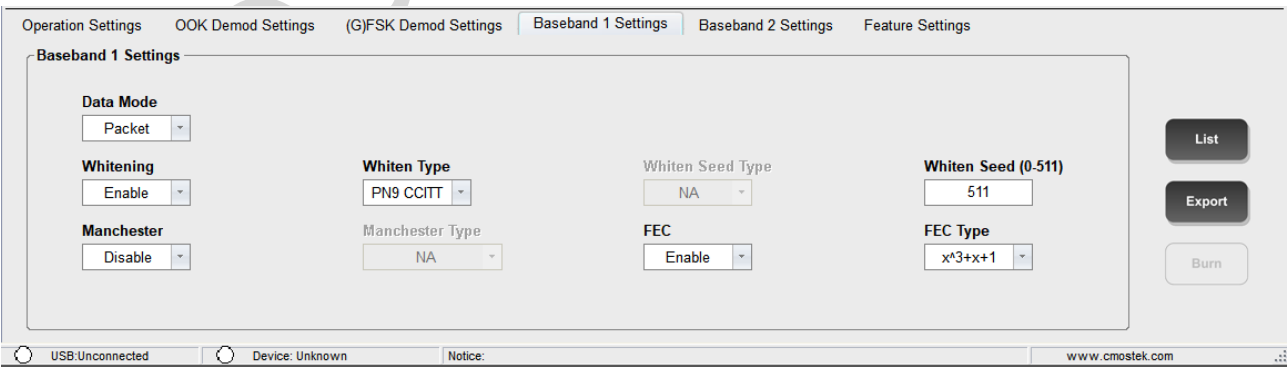 Operation Settings OOK Demod Settings (G)FSK Demod Settings Baseband 1 Settings Baseband 2 Settings Feature Settings
Baseband 1 Settings
Data Mode
Packet
Whitening Whiten Type Whiten Seed Type Whiten Seed (0-511)
Enable PN9 CCITT NA 511
Manchester Manchester Type FEC FEC Type
Disable NA Enable x^3+x+1
List
Export
Burn
USB:Unconnected Device: Unknown Notice: www.cmostek.com